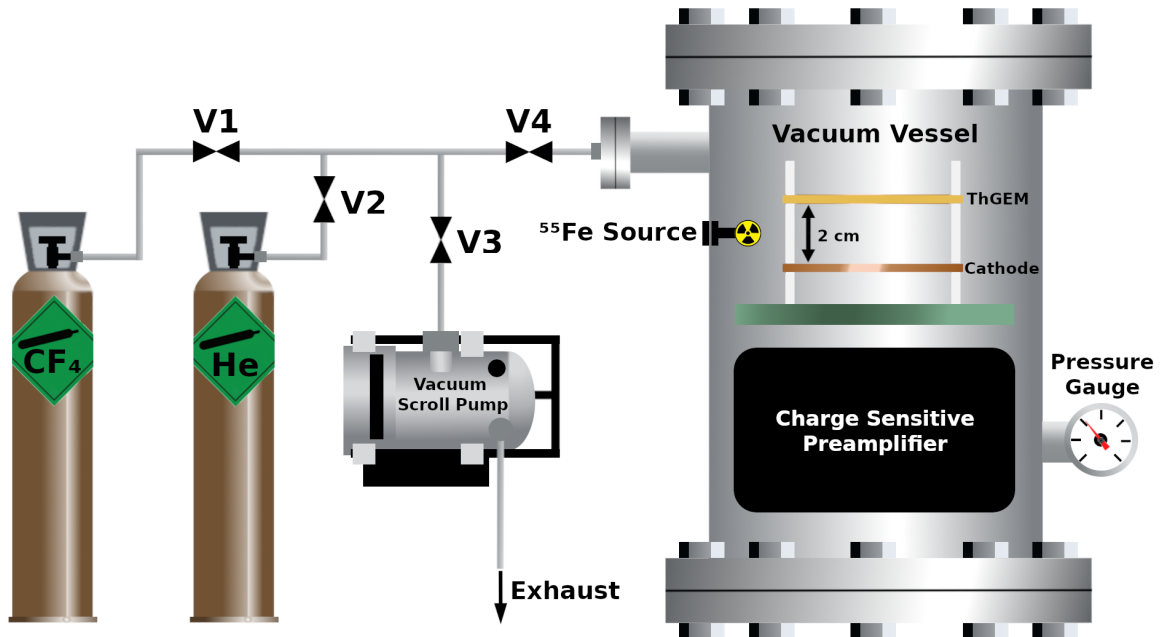 V1
V4
V2
V3
CF₄
He
Vacuum
Scroll Pump
Exhaust
Vacuum Vessel
ThGEM
⁵⁵Fe Source
2 cm
Cathode
Charge Sensitive
Preamplifier
Pressure
Gauge